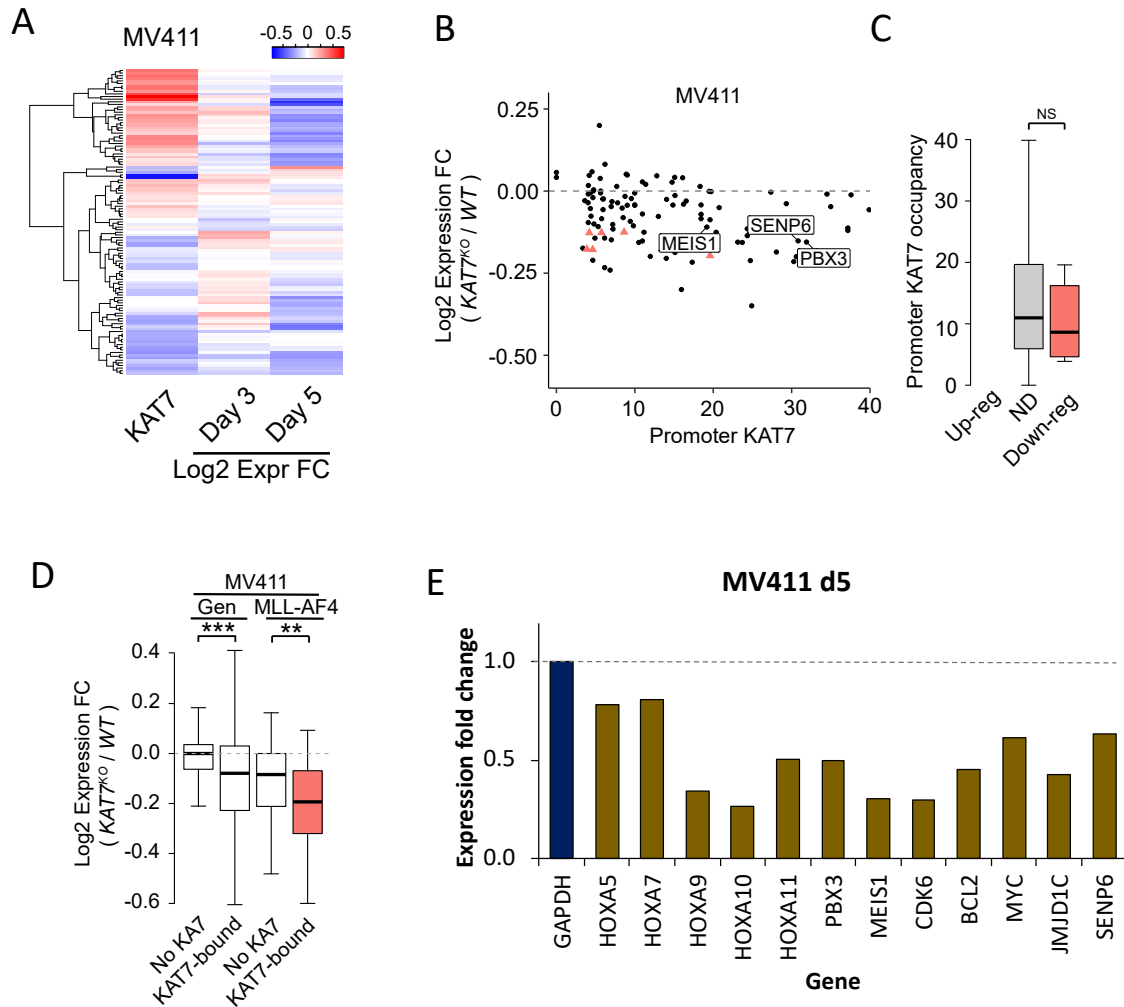 A
MV411
-0.5 0.5
KAT7
Day 3
Day 5
Log2 Expr FC
B
MV411
Log2 Expression FC
( KAT7KO / WT )
0.25
0.00
-0.25
-0.50
MEIS1
SENP6
PBX3
0 10 20 30 40
Promoter KAT7
C
NS
Promoter KAT7 occupancy
40
30
20
10
0
Up-reg
ND
Down-reg
D
MV411
Gen MLL-AF4
*** **
Log2 Expression FC
( KAT7KO / WT )
0.4
0.2
0.0
-0.2
-0.4
-0.6
No KA7
KAT7-bound
No KA7
KAT7-bound
E
MV411 d5
Expression fold change
1.0
0.5
0.0
GAPDH
HOXA5
HOXA7
HOXA9
HOXA10
HOXA11
PBX3
MEIS1
CDK6
BCL2
MYC
JMJD1C
SENP6
Gene